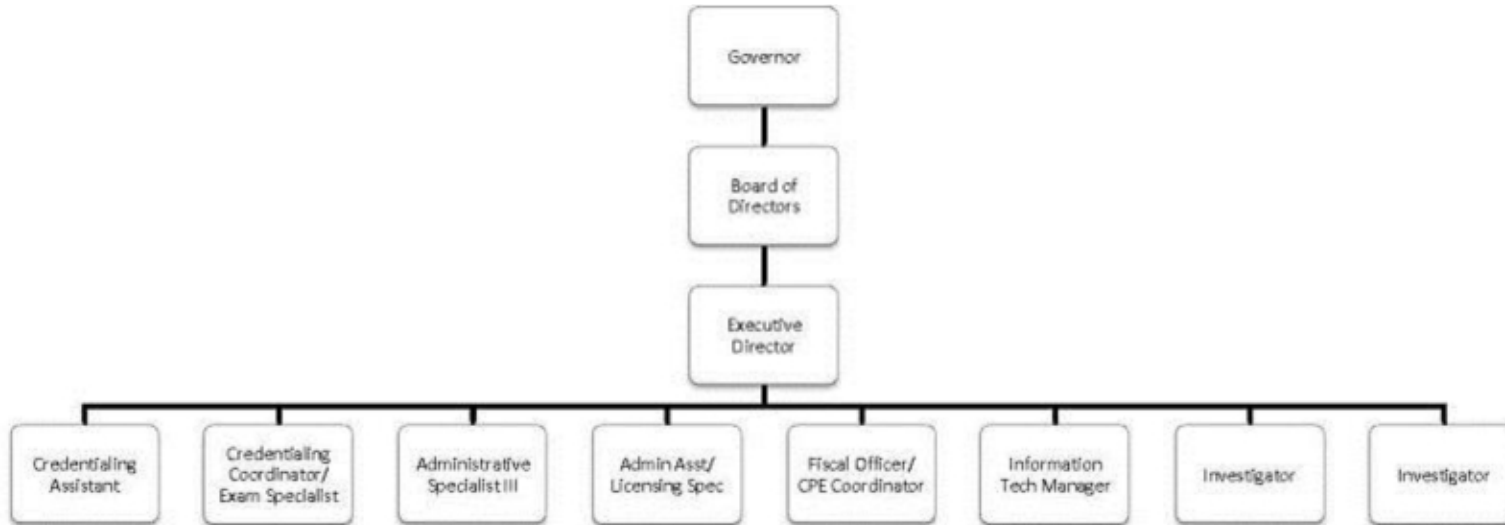 Governor
Board of
Directors
Executive
Director
Credentialing
Assistant
Credentialing
Coordinator/
Exam Specialist
Administrative
Specialist III
Admin Asst/
Licensing Spec
Fiscal Officer/
CPE Coordinator
Information
Tech Manager
Investigator
Investigator